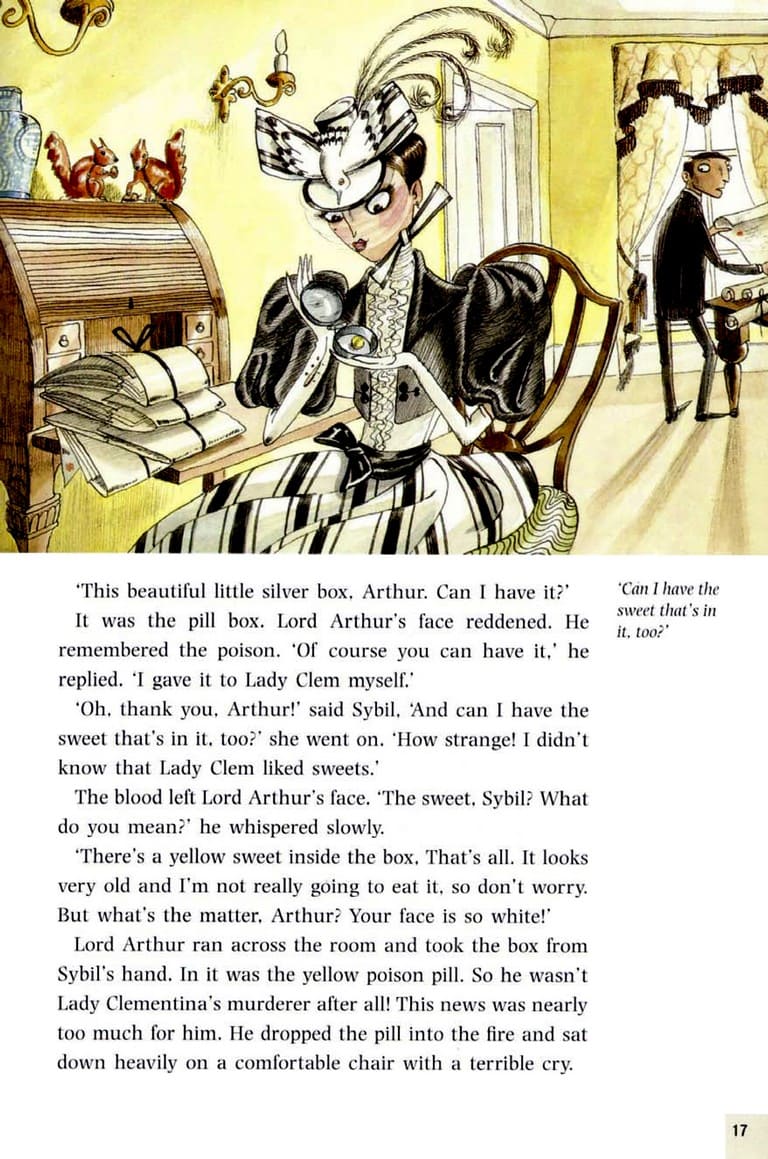 'This beautiful little silver box, Arthur. Can I have it?'
It was the pill box. Lord Arthur's face reddened. He
remembered the poison. 'Of course you can have it,' he
replied. 'I gave it to Lady Clem myself.'
'Oh, thank you, Arthur!' said Sybil, 'And can I have the
sweet that's in it, too?' she went on. 'How strange! I didn't
know that Lady Clem liked sweets.'
The blood left Lord Arthur's face. 'The sweet, Sybil? What
do you mean?' he whispered slowly.
'There's a yellow sweet inside the box, That's all. It looks
very old and I'm not really going to eat it, so don't worry.
But what's the matter, Arthur? Your face is so white!'
Lord Arthur ran across the room and took the box from
Sybil's hand. In it was the yellow poison pill. So he wasn't
Lady Clementina's murderer after all! This news was nearly
too much for him. He dropped the pill into the fire and sat
down heavily on a comfortable chair with a terrible cry.
'Can I have the
sweet that's in
it, too?'
17